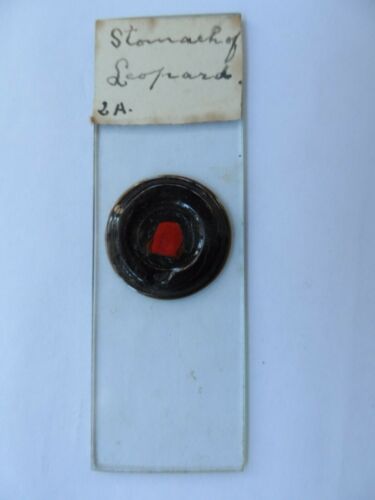 Stomach of
Leopard.
2A.